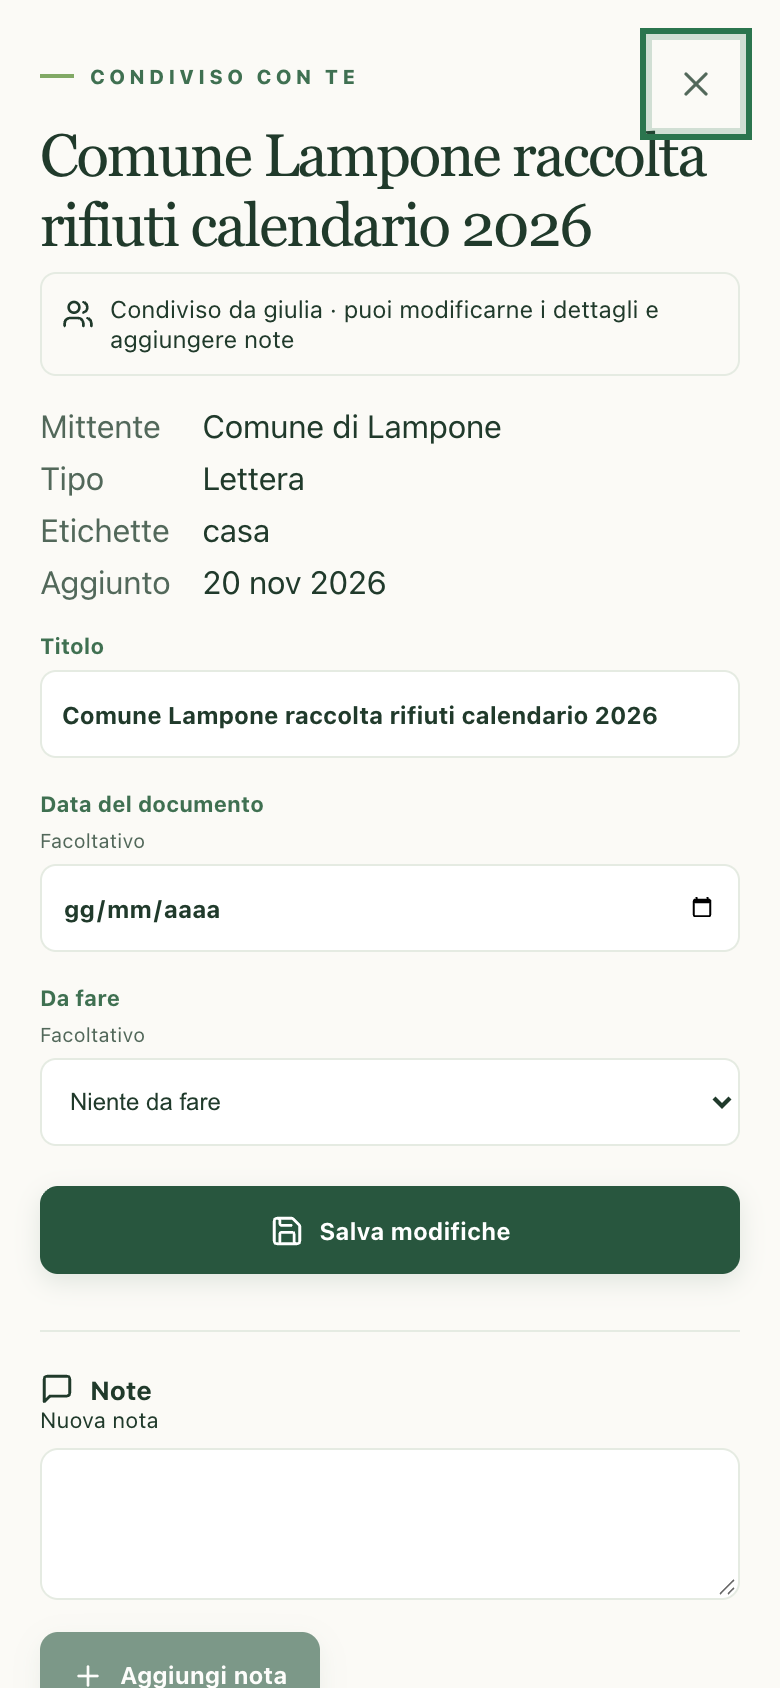 CONDIVISO CON TE
Comune Lampone raccolta
rifiuti calendario 2026
Condiviso da giulia · puoi modificarne i dettagli e
aggiungere note
Mittente Comune di Lampone
Tipo Lettera
Etichette casa
Aggiunto 20 nov 2026
Titolo
Comune Lampone raccolta rifiuti calendario 2026
Data del documento
Facoltativo
gg/mm/aaaa
Da fare
Facoltativo
Niente da fare
Salva modifiche
Note
Nuova nota
Aggiungi nota